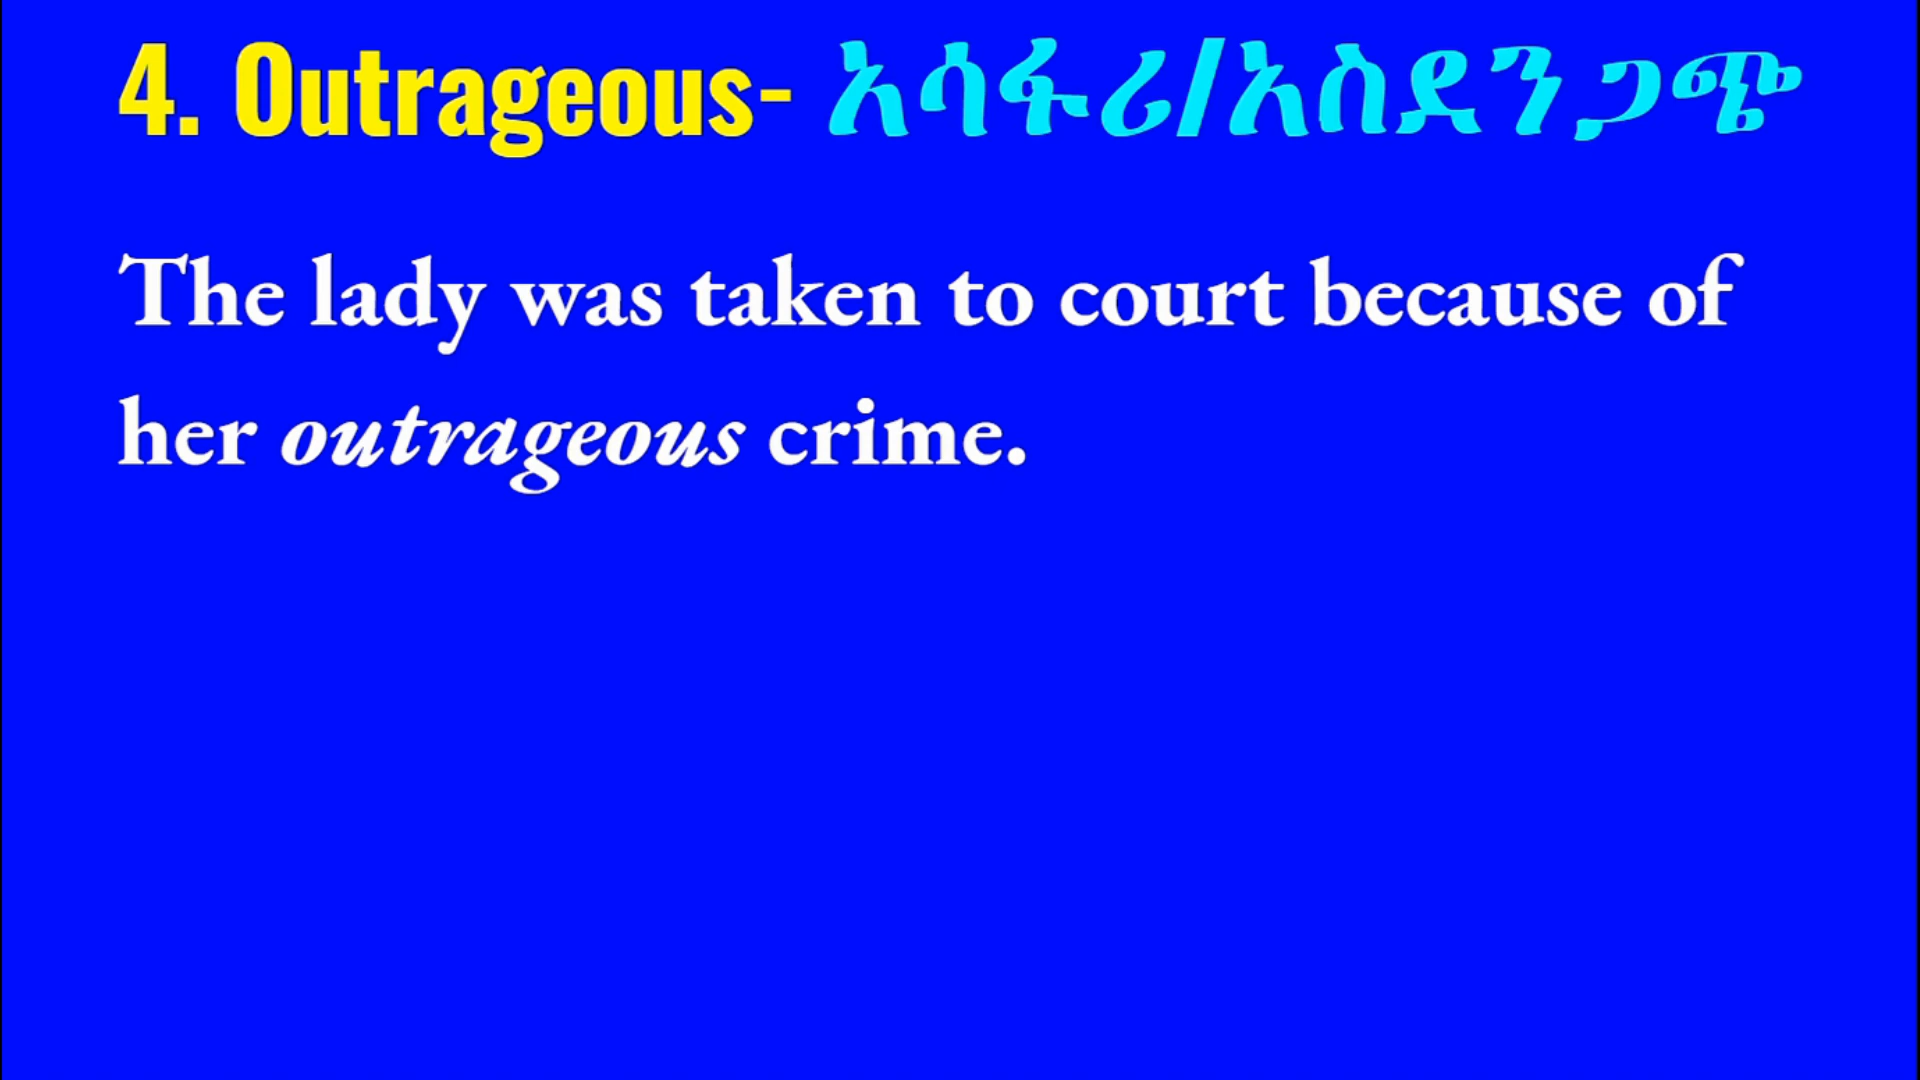 4. Outrageous- አሳፋሪ/አስደንጋጭ
The lady was taken to court because of
her outrageous crime.